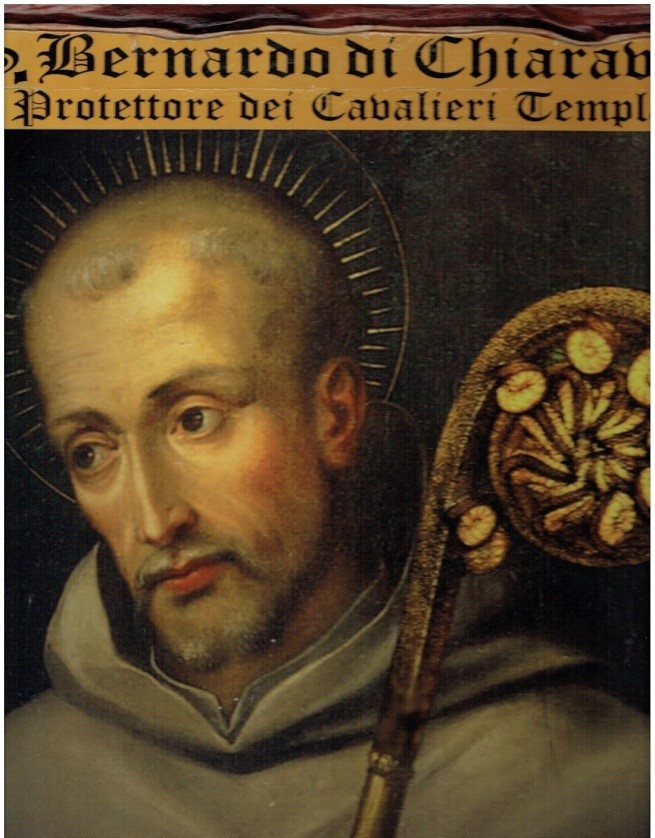 S. Bernardo di Chiarav
Protettore dei Cavalieri Templ